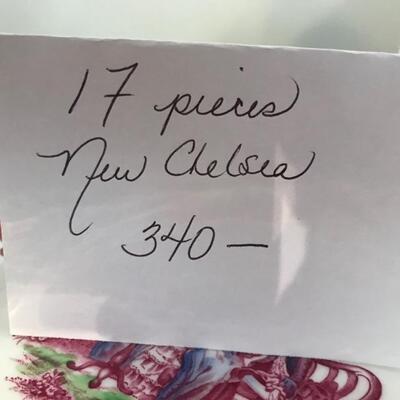 17 pieces
New Chelsea
340—